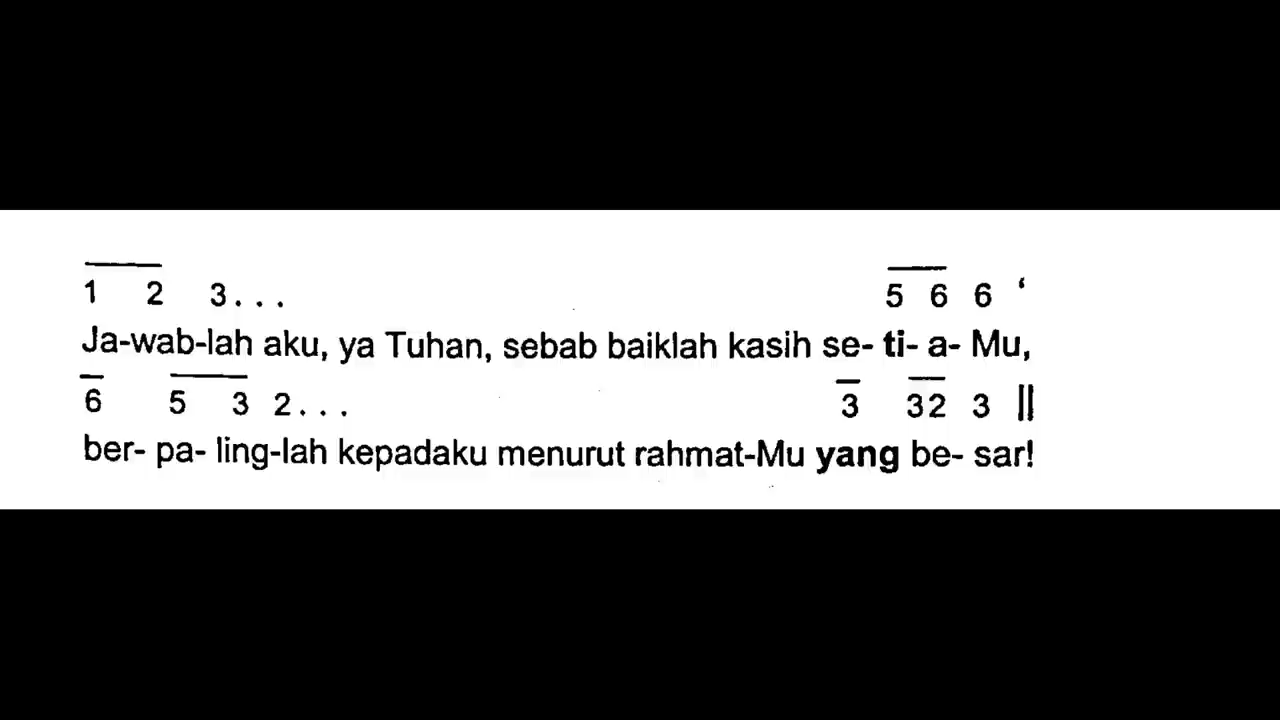 1 2 3... 5 6 6 ‘
Ja-wab-lah aku, ya Tuhan, sebab baiklah kasih se- ti- a- Mu,
6 5 3 2... 3 32 3 ||
ber- pa- ling-lah kepadaku menurut rahmat-Mu yang be- sar!